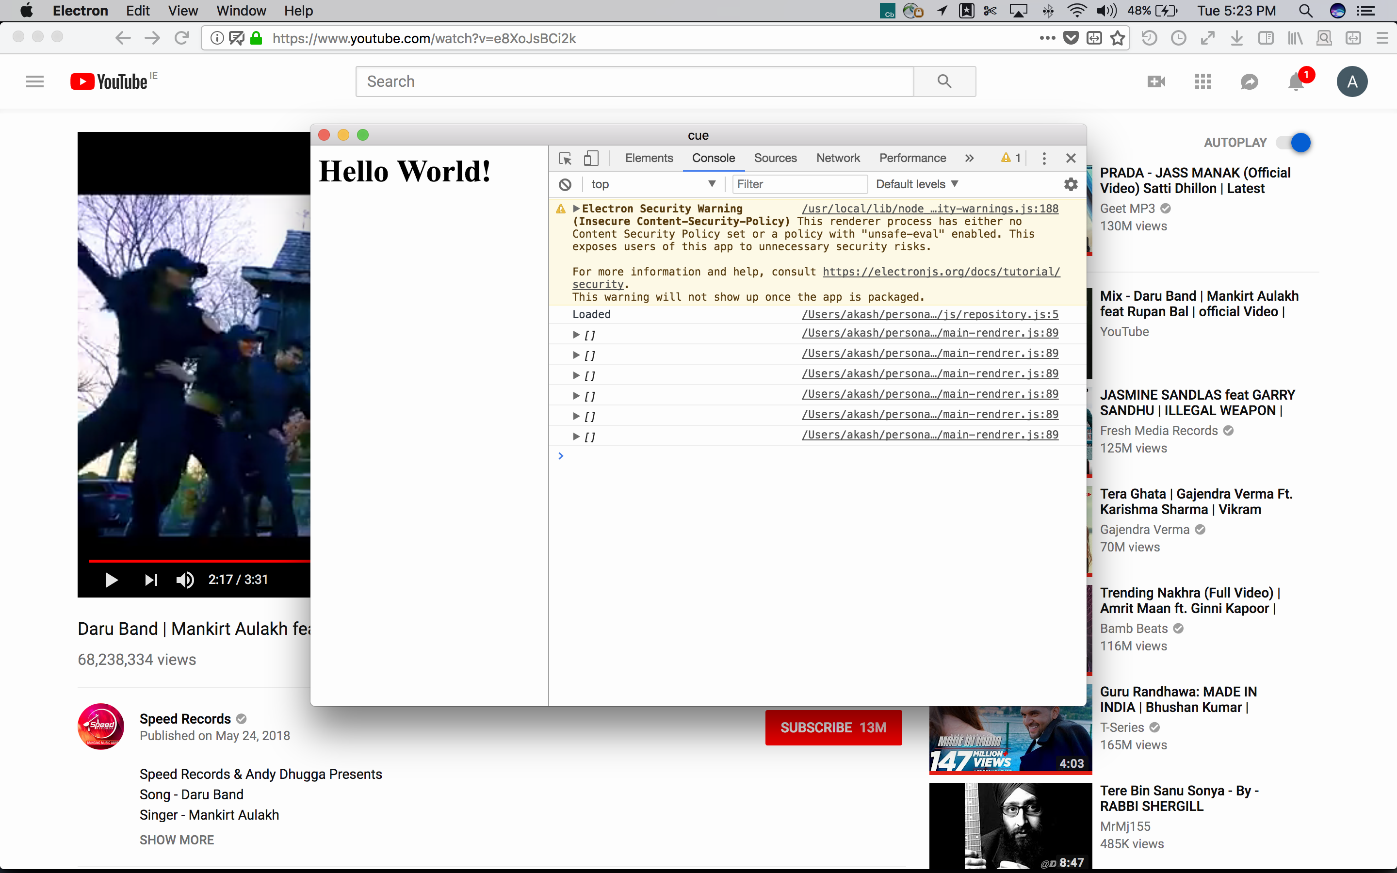 Electron Edit View Window Help
48% Tue 5:23 PM
https://www.youtube.com/watch?v=e8XoJsBCi2k
YouTube IE
Search
1
A
cue
Hello World!
Elements Console Sources Network Performance » 1
top
Filter
Default levels
Electron Security Warning /usr/local/lib/node …ity-warnings.js:188
(Insecure Content-Security-Policy) This renderer process has either no
Content Security Policy set or a policy with "unsafe-eval" enabled. This
exposes users of this app to unnecessary security risks.
For more information and help, consult https://electronjs.org/docs/tutorial/
security.
This warning will not show up once the app is packaged.
Loaded /Users/akash/persona…/js/repository.js:5
[] /Users/akash/persona…/main-rendrer.js:89
[] /Users/akash/persona…/main-rendrer.js:89
[] /Users/akash/persona…/main-rendrer.js:89
[] /Users/akash/persona…/main-rendrer.js:89
[] /Users/akash/persona…/main-rendrer.js:89
[] /Users/akash/persona…/main-rendrer.js:89
2:17 / 3:31
Daru Band | Mankirt Aulakh fea
68,238,334 views
Speed
Speed Records
Published on May 24, 2018
SUBSCRIBE 13M
Speed Records & Andy Dhugga Presents
Song - Daru Band
Singer - Mankirt Aulakh
SHOW MORE
AUTOPLAY
PRADA - JASS MANAK (Official
Video) Satti Dhillon | Latest
Geet MP3
130M views
Mix - Daru Band | Mankirt Aulakh
feat Rupan Bal | official Video |
YouTube
JASMINE SANDLAS feat GARRY
SANDHU | ILLEGAL WEAPON |
Fresh Media Records
125M views
Tera Ghata | Gajendra Verma Ft.
Karishma Sharma | Vikram
Gajendra Verma
70M views
Trending Nakhra (Full Video) |
Amrit Maan ft. Ginni Kapoor |
Bamb Beats
116M views
MADE IN INDIA
147 MILLION
VIEWS
4:03
Guru Randhawa: MADE IN
INDIA | Bhushan Kumar |
T-Series
165M views
8:47
Tere Bin Sanu Sonya - By -
RABBI SHERGILL
MrMj155
485K views